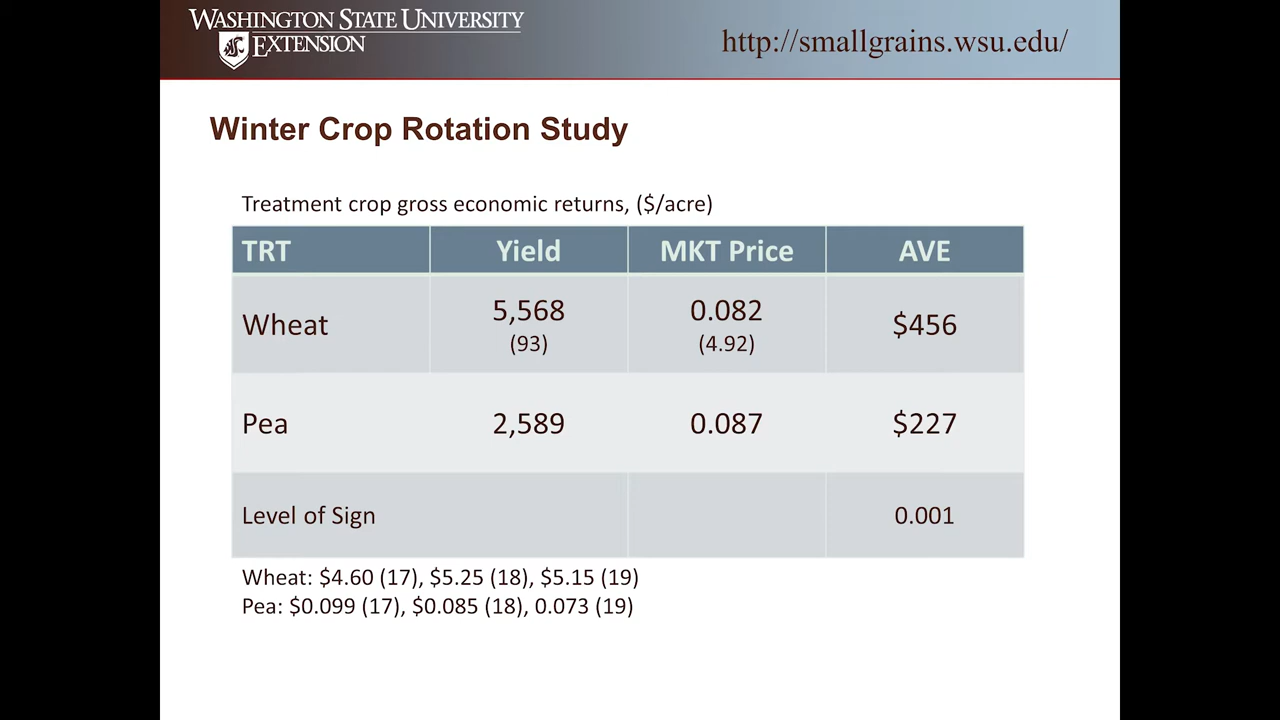 WASHINGTON STATE UNIVERSITY
EXTENSION
http://smallgrains.wsu.edu/
Winter Crop Rotation Study
Treatment crop gross economic returns, ($/acre)
TRT Yield MKT Price AVE
Wheat 5,568 (93) 0.082 (4.92) $456
Pea 2,589 0.087 $227
Level of Sign 0.001
Wheat: $4.60 (17), $5.25 (18), $5.15 (19)
Pea: $0.099 (17), $0.085 (18), 0.073 (19)